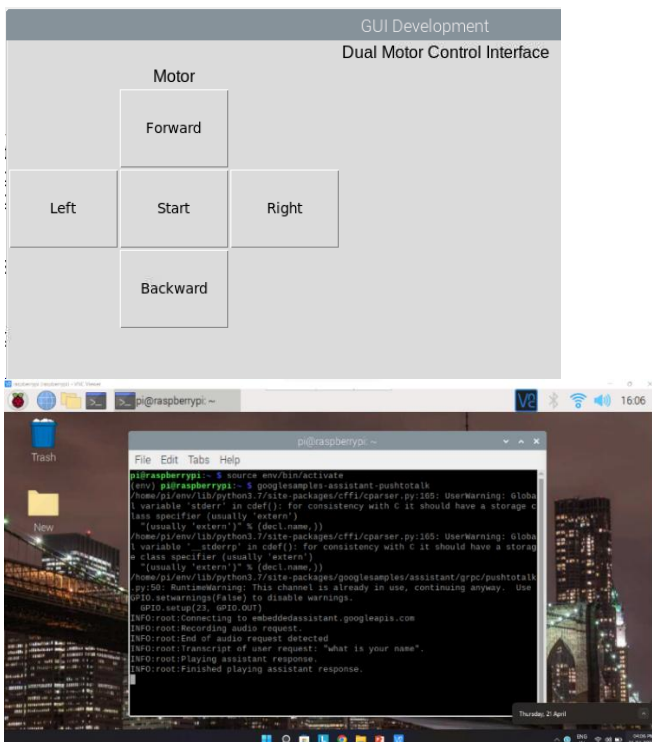 GUI Development
Dual Motor Control Interface
Motor
Forward
Left Start Right
Backward
raspberrypi (raspberrypi) - VNC Viewer
pi@raspberrypi: ~
16:06
Trash
New
pi@raspberrypi: ~
File Edit Tabs Help
pi@raspberrypi:~ $ source env/bin/activate
(env) pi@raspberrypi:~ $ googlesamples-assistant-pushtotalk
/home/pi/env/lib/python3.7/site-packages/cffi/cparser.py:165: UserWarning: Globa
l variable 'stderr' in cdef(): for consistency with C it should have a storage c
lass specifier (usually 'extern')
"(usually 'extern')" % (decl.name,))
/home/pi/env/lib/python3.7/site-packages/cffi/cparser.py:165: UserWarning: Globa
l variable '__stderrp' in cdef(): for consistency with C it should have a storag
e class specifier (usually 'extern')
"(usually 'extern')" % (decl.name,))
/home/pi/env/lib/python3.7/site-packages/googlesamples/assistant/grpc/pushtotalk
.py:50: RuntimeWarning: This channel is already in use, continuing anyway. Use
GPIO.setwarnings(False) to disable warnings.
GPIO.setup(23, GPIO.OUT)
INFO:root:Connecting to embeddedassistant.googleapis.com
INFO:root:Recording audio request.
INFO:root:End of audio request detected
INFO:root:Transcript of user request: "what is your name".
INFO:root:Playing assistant response.
INFO:root:Finished playing assistant response.
Thursday, 21 April
ENG